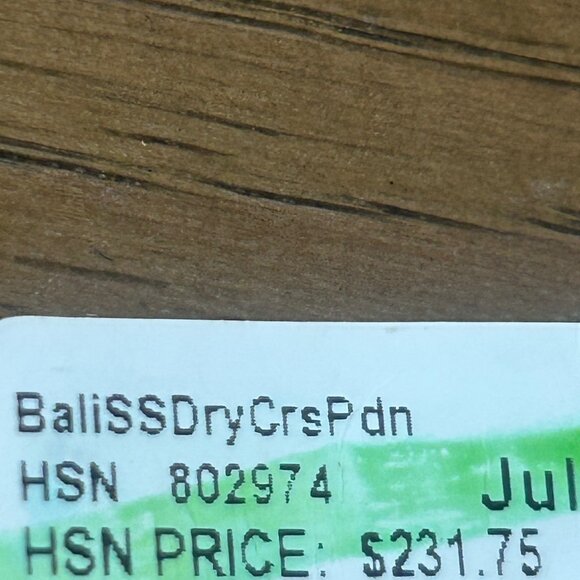 BaliSSDryCrsPdn
HSN 802974 Jul
HSN PRICE: $231.75